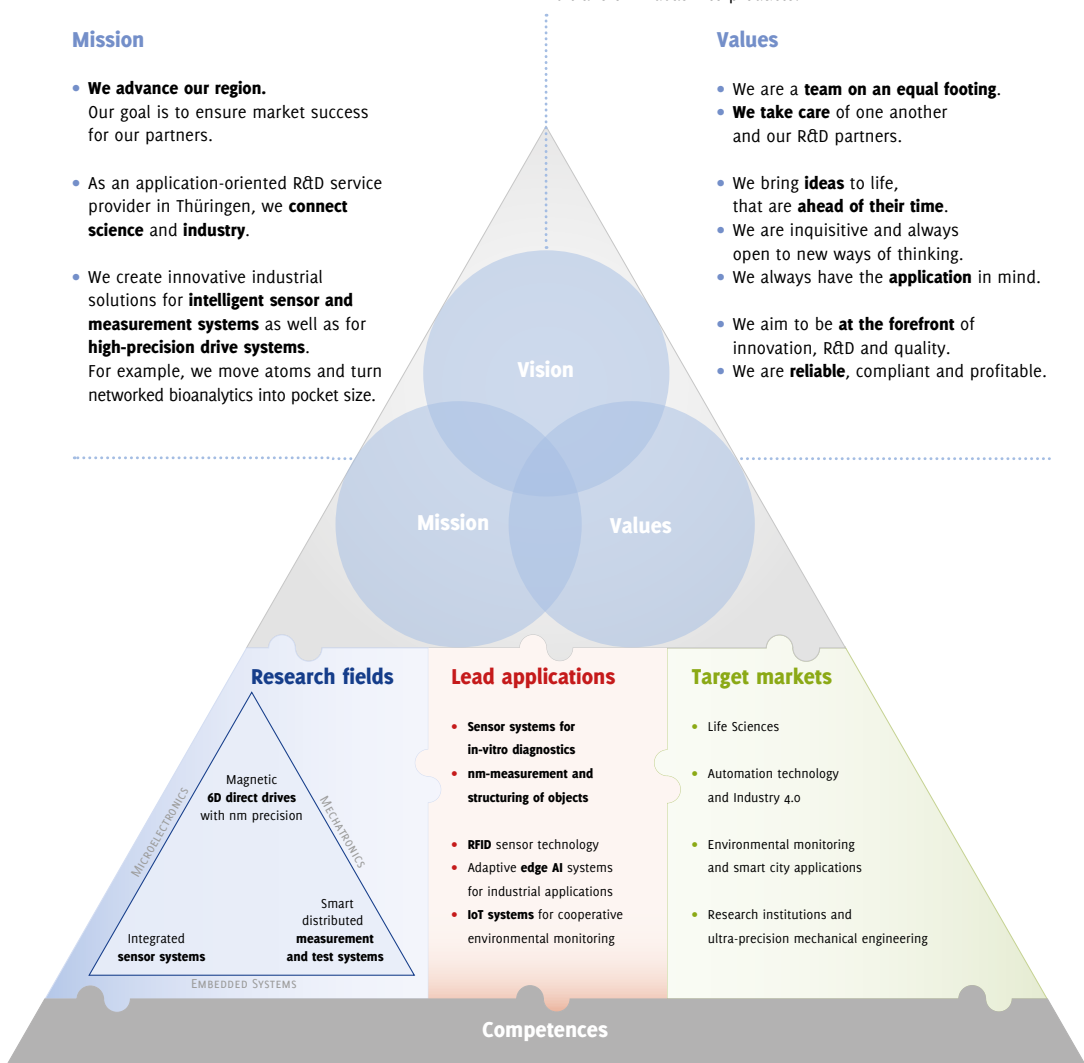 Mission
• We advance our region.
Our goal is to ensure market success
for our partners.
• As an application-oriented R&D service
provider in Thüringen, we connect
science and industry.
• We create innovative industrial
solutions for intelligent sensor and
measurement systems as well as for
high-precision drive systems.
For example, we move atoms and turn
networked bioanalytics into pocket size.
Values
• We are a team on an equal footing.
• We take care of one another
and our R&D partners.
• We bring ideas to life,
that are ahead of their time.
• We are inquisitive and always
open to new ways of thinking.
• We always have the application in mind.
• We aim to be at the forefront of
innovation, R&D and quality.
• We are reliable, compliant and profitable.
Vision
Mission
Values
Research fields
Magnetic
6D direct drives
with nm precision
Microelectronics
Mechatronics
Integrated
sensor systems
Smart
distributed
measurement
and test systems
Embedded Systems
Lead applications
• Sensor systems for
in-vitro diagnostics
• nm-measurement and
structuring of objects
• RFID sensor technology
• Adaptive edge AI systems
for industrial applications
• IoT systems for cooperative
environmental monitoring
Target markets
• Life Sciences
• Automation technology
and Industry 4.0
• Environmental monitoring
and smart city applications
• Research institutions and
ultra-precision mechanical engineering
Competences